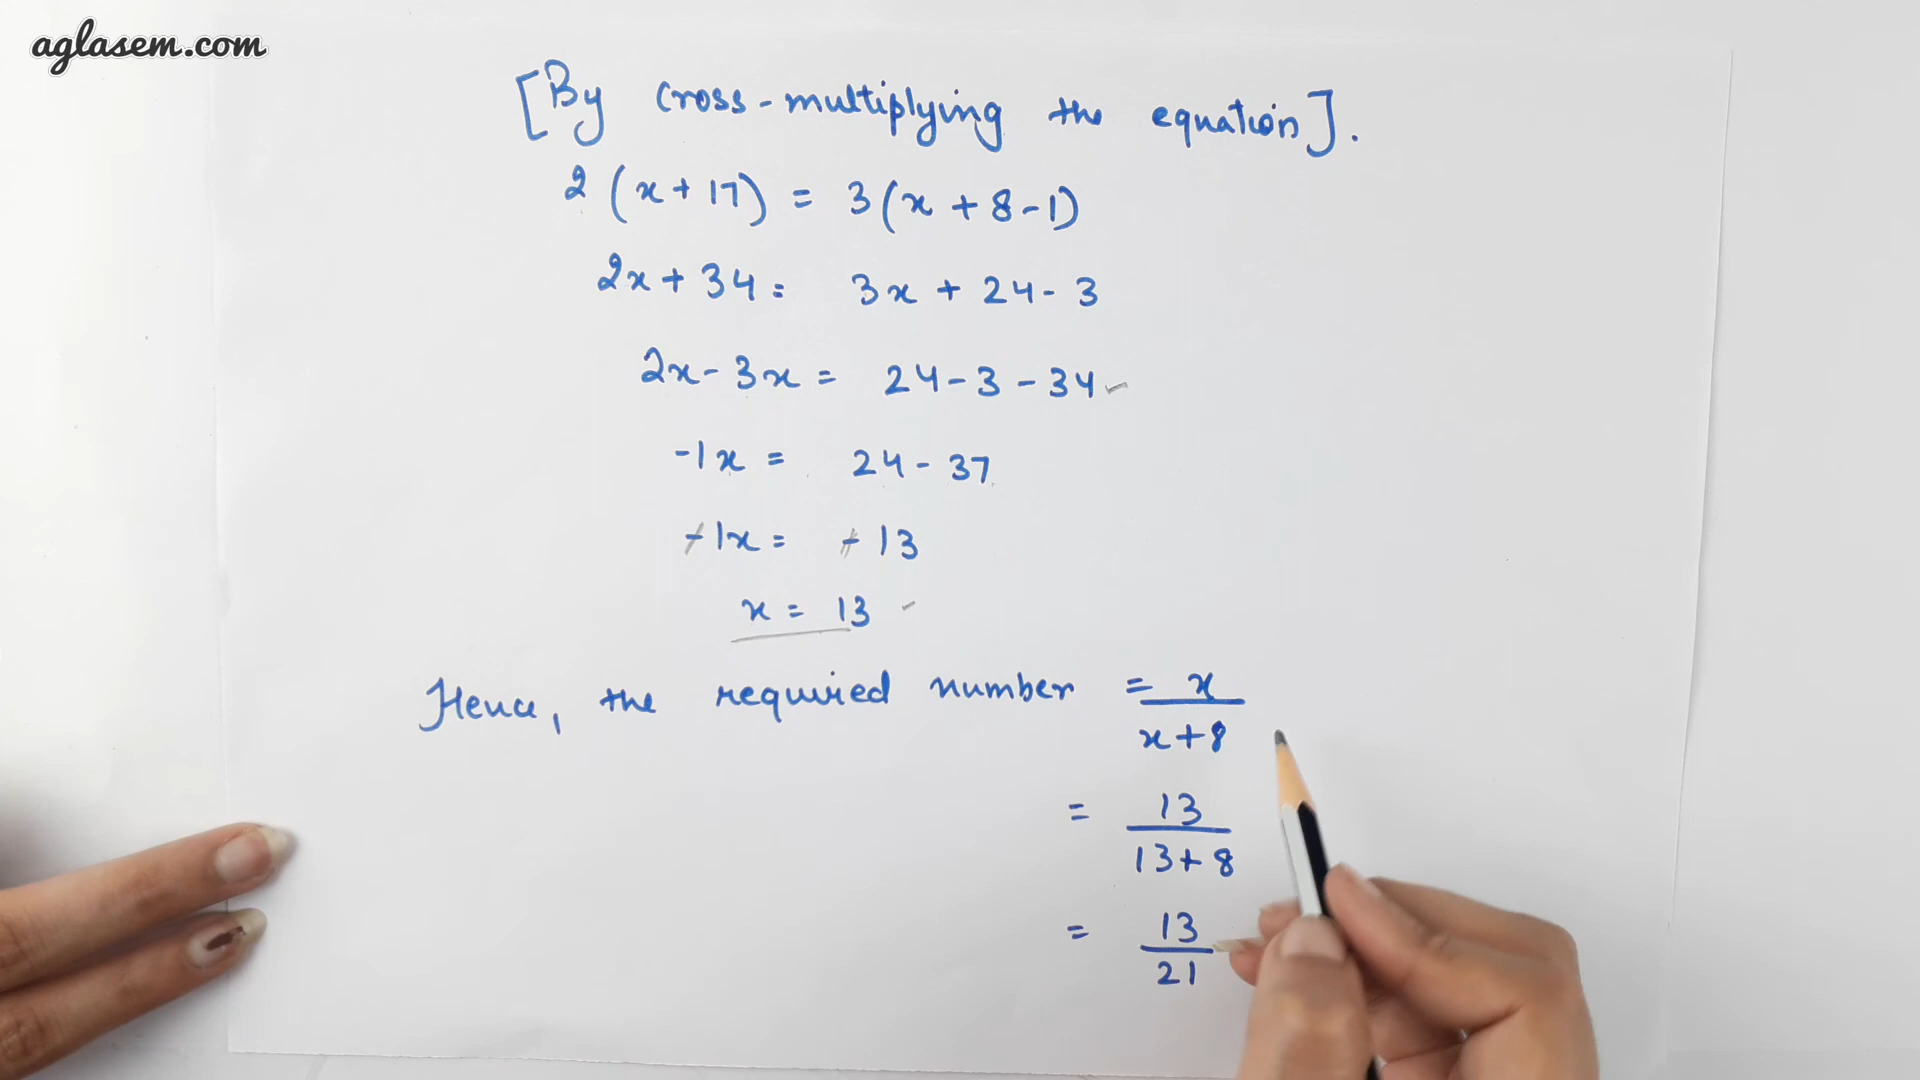 aglasem.com
[By cross-multiplying the equation].
2 (x + 17) = 3(x + 8 - 1)
2x + 34 = 3x + 24 - 3
2x - 3x = 24 - 3 - 34
-1x = 24 - 37
-1x = -13
x = 13
Hence, the required number = x/(x+8)
= 13/(13+8)
= 13/21